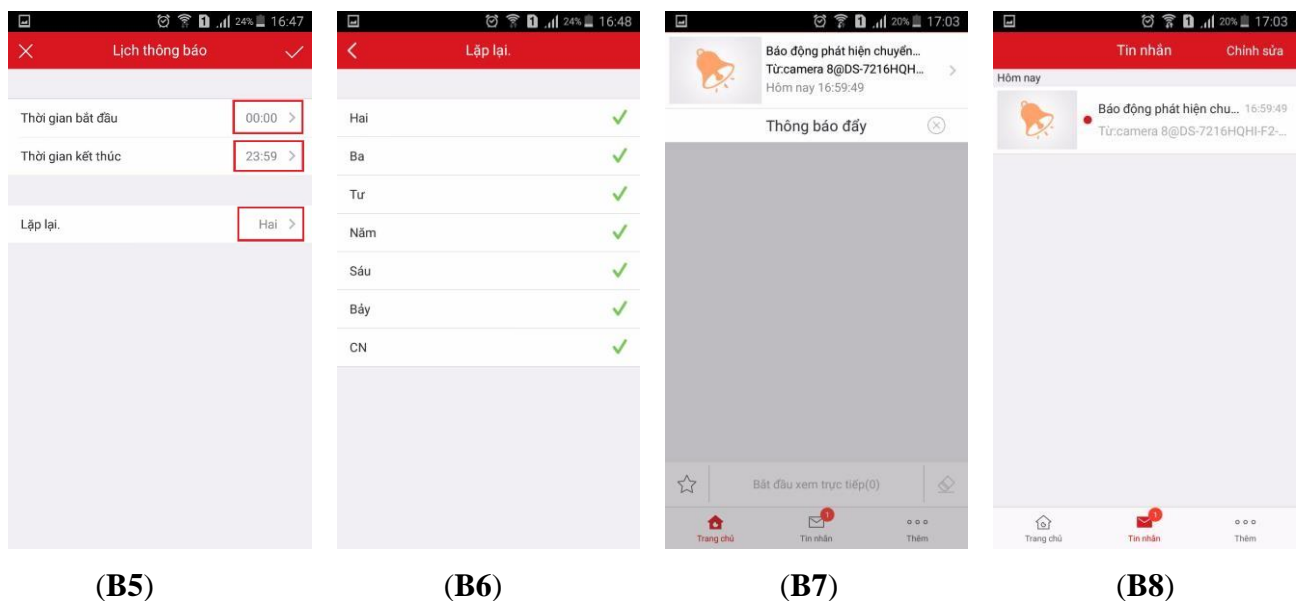 24% 16:47
Lịch thông báo
Thời gian bắt đầu 00:00
Thời gian kết thúc 23:59
Lặp lại. Hai
(B5)
24% 16:48
Lặp lại.
Hai
Ba
Tư
Năm
Sáu
Bảy
CN
(B6)
20% 17:03
Báo động phát hiện chuyển...
Từ:camera 8@DS-7216HQH...
Hôm nay 16:59:49
Thông báo đẩy
Bắt đầu xem trực tiếp(0)
1
Trang chủ Tin nhắn Thêm
(B7)
20% 17:03
Tin nhắn Chỉnh sửa
Hôm nay
Báo động phát hiện chu... 16:59:49
Từ:camera 8@DS-7216HQHI-F2-...
1
Trang chủ Tin nhắn Thêm
(B8)